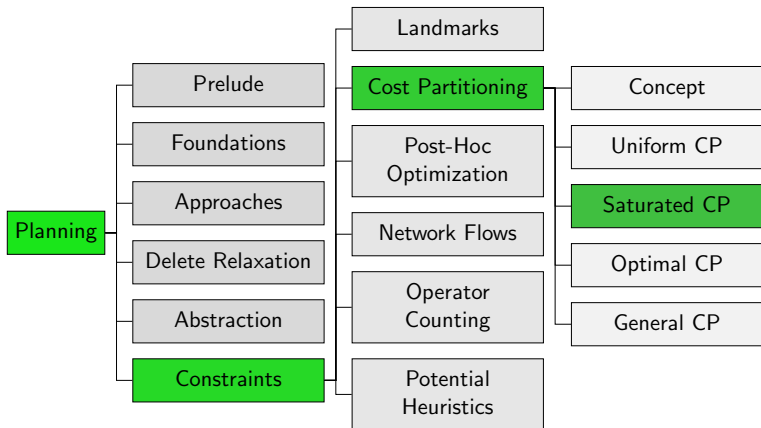 Planning
Prelude
Foundations
Approaches
Delete Relaxation
Abstraction
Constraints
Landmarks
Cost Partitioning
Post-Hoc
Optimization
Network Flows
Operator
Counting
Potential
Heuristics
Concept
Uniform CP
Saturated CP
Optimal CP
General CP